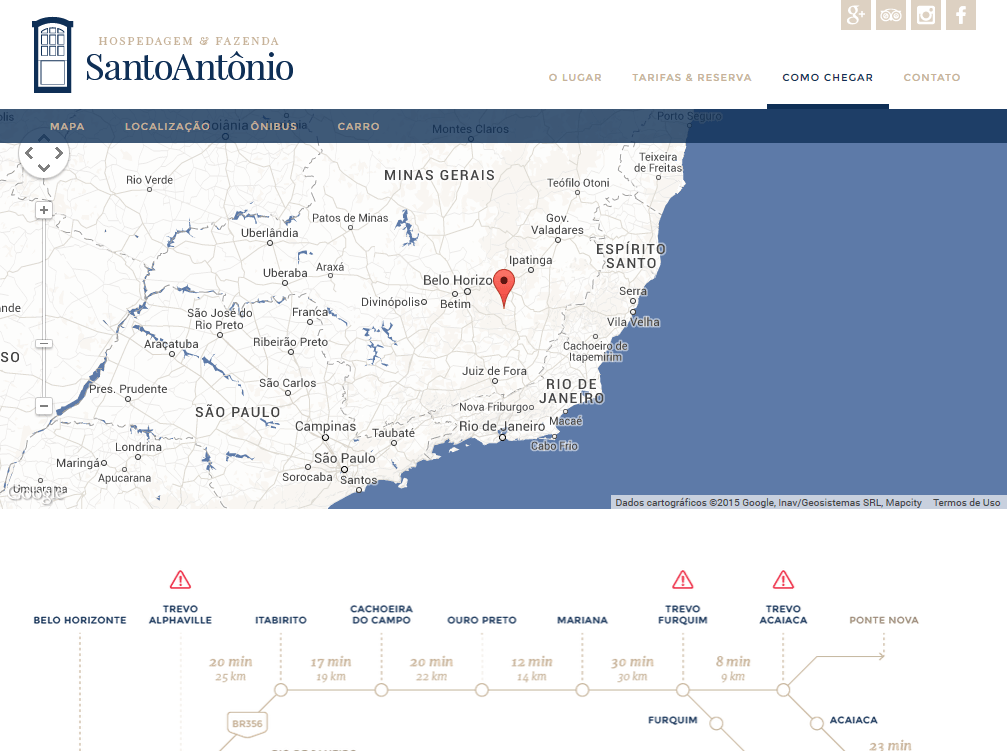 HOSPEDAGEM & FAZENDA
SantoAntônio
O LUGAR
TARIFAS & RESERVA
COMO CHEGAR
CONTATO
MAPA
LOCALIZAÇÃO
ÔNIBUS
CARRO
Goiânia
Montes Claros
Porto Seguro
Rio Verde
MINAS GERAIS
Teófilo Otoni
Teixeira
de Freitas
Patos de Minas
Uberlândia
Gov.
Valadares
ESPÍRITO
SANTO
Ipatinga
Uberaba
Araxá
Belo Horizo
Betim
Divinópolis
Serra
Vila Velha
São José do
Rio Preto
Franca
Araçatuba
Ribeirão Preto
Cachoeiro de
Itapemirim
Juiz de Fora
Pres. Prudente
São Carlos
RIO DE
JANEIRO
SÃO PAULO
Nova Friburgo
Macaé
Campinas
Taubaté
Rio de Janeiro
Cabo Frio
Londrina
Maringá
Apucarana
São Paulo
Sorocaba
Santos
Umuarama
Google
Dados cartográficos ©2015 Google, Inav/Geosistemas SRL, Mapcity
Termos de Uso
BELO HORIZONTE
TREVO
ALPHAVILLE
ITABIRITO
CACHOEIRA
DO CAMPO
OURO PRETO
MARIANA
TREVO
FURQUIM
TREVO
ACAIACA
PONTE NOVA
20 min
25 km
17 min
19 km
20 min
22 km
12 min
14 km
30 min
30 km
8 min
9 km
BR356
FURQUIM
ACAIACA
23 min